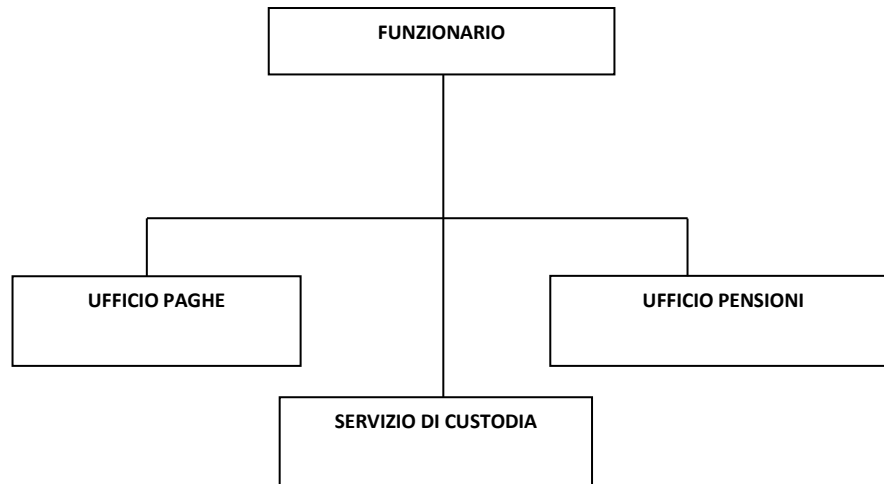 FUNZIONARIO
UFFICIO PAGHE
UFFICIO PENSIONI
SERVIZIO DI CUSTODIA